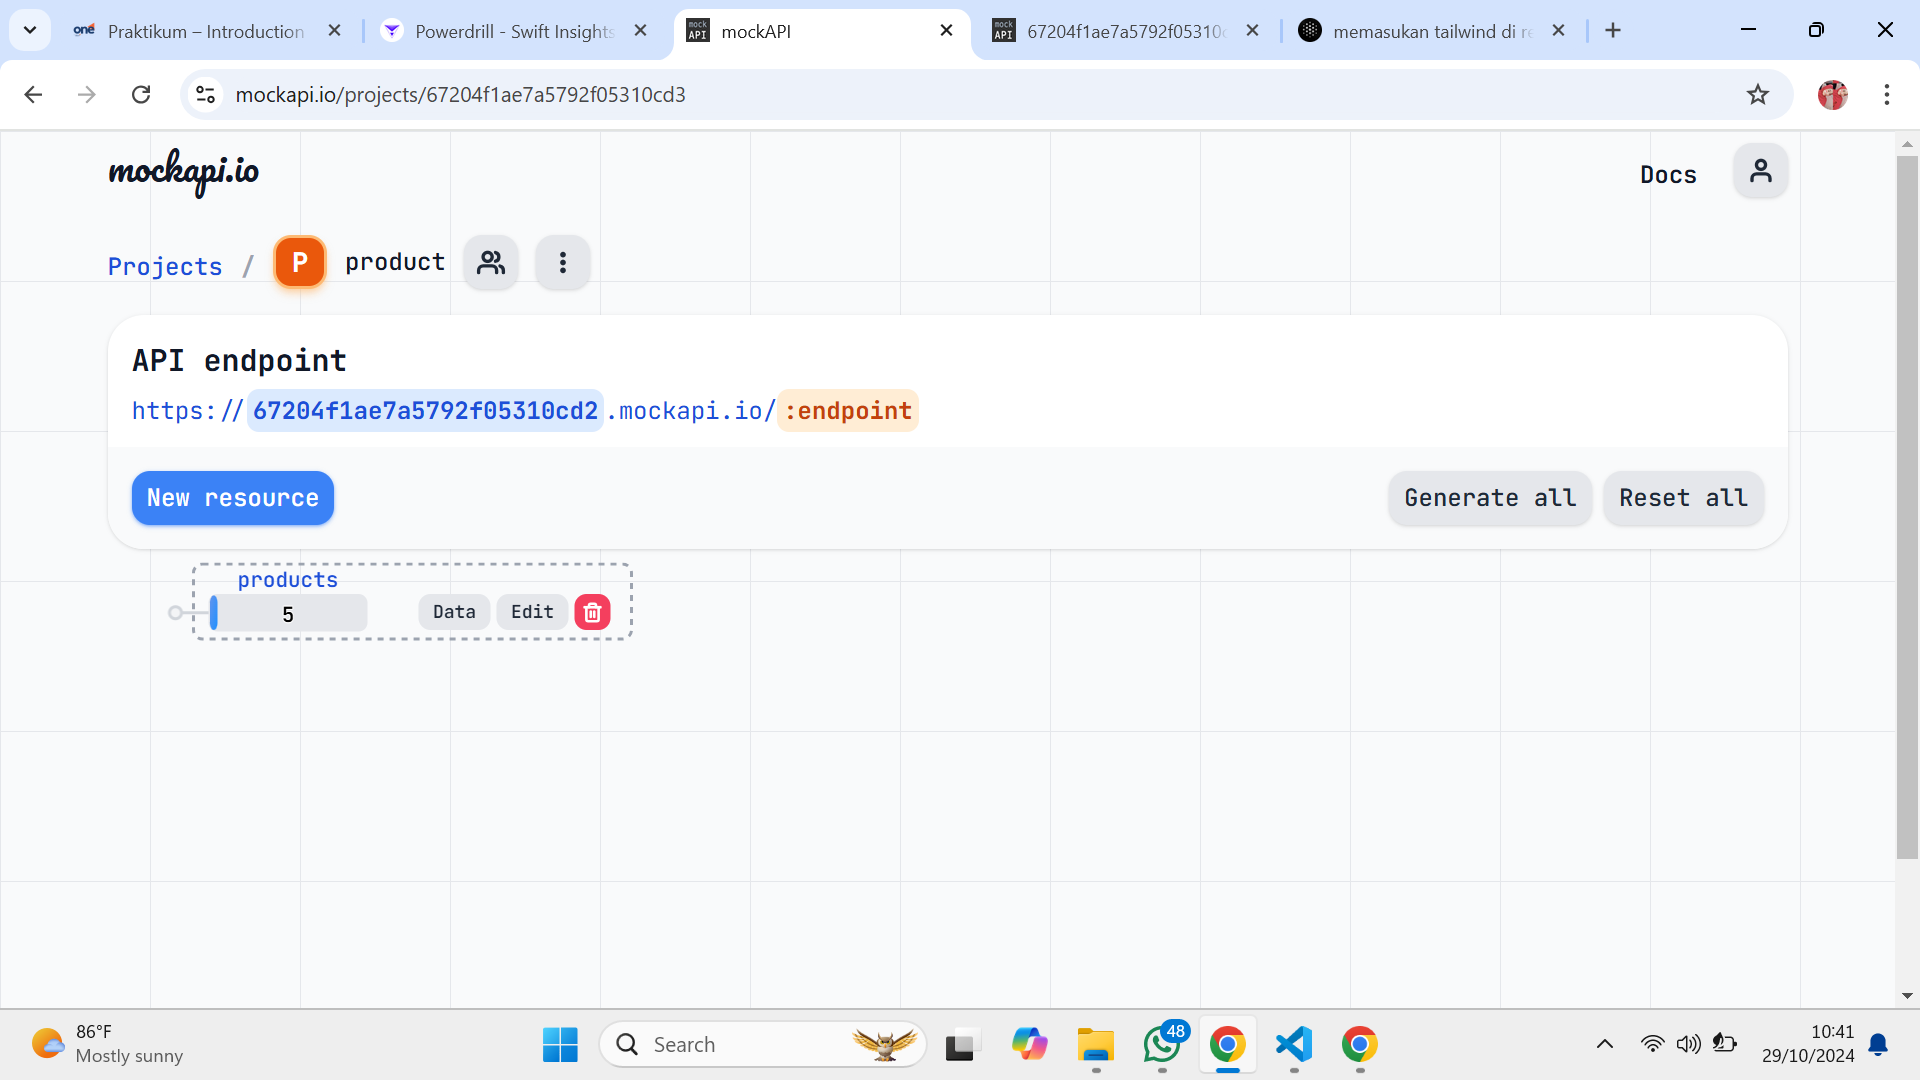 Praktikum – Introduction
Powerdrill - Swift Insights
mockAPI
67204f1ae7a5792f05310c
memasukan tailwind di re
mockapi.io/projects/67204f1ae7a5792f05310cd3
mockapi.io
Docs
Projects / P product
API endpoint
https://67204f1ae7a5792f05310cd2.mockapi.io/:endpoint
New resource
Generate all
Reset all
products
5
Data
Edit
86°F
Mostly sunny
Search
48
10:41
29/10/2024